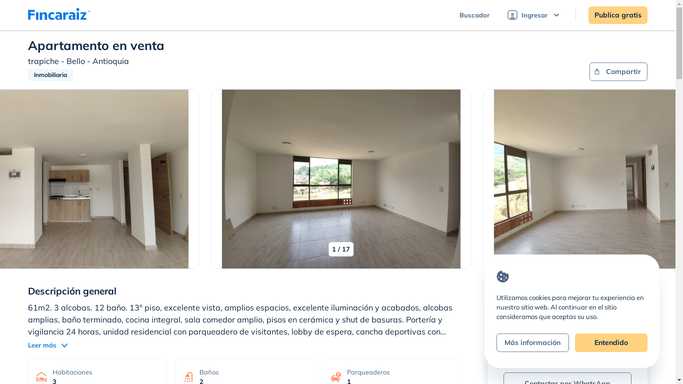 Fincaraiz
Buscador
Ingresar
Publica gratis
Apartamento en venta
trapiche - Bello - Antioquia
Inmobiliaria
Compartir
1 / 17
Descripción general
61m2. 3 alcobas. 12 baño. 13° piso, excelente vista, amplios espacios, excelente iluminación y acabados, alcobas
amplias, baño terminado, cocina integral, sala comedor amplio, pisos en cerámica y shut de basuras. Portería y
vigilancia 24 horas, unidad residencial con parqueadero de visitantes, lobby de espera, cancha deportivas con...
Leer más
Habitaciones
3
Baños
2
Parqueaderos
1
Utilizamos cookies para mejorar tu experiencia en
nuestro sitio web. Al continuar en el sitio
consideramos que aceptas su uso.
Más información
Entendido
Contactar por WhatsApp